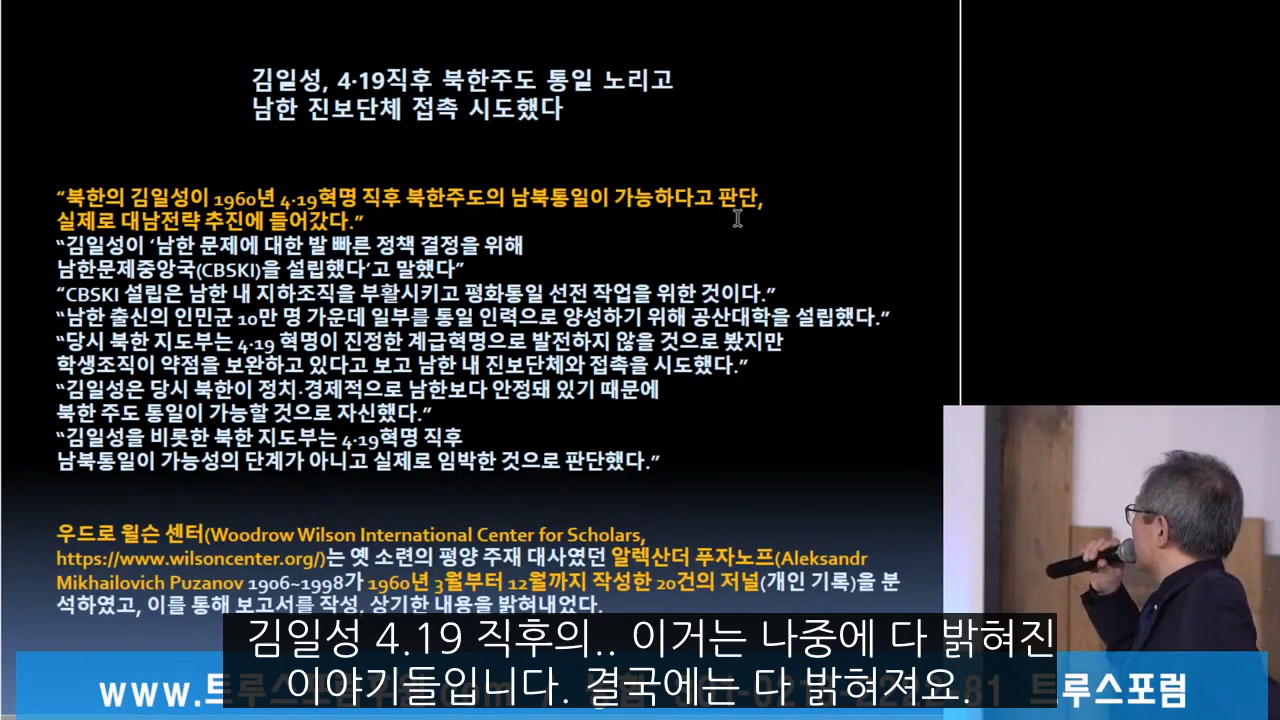 김일성, 4·19직후 북한주도 통일 노리고
남한 진보단체 접촉 시도했다
“북한의 김일성이 1960년 4·19혁명 직후 북한주도의 남북통일이 가능하다고 판단,
실제로 대남전략 추진에 들어갔다.”
“김일성이 ‘남한 문제에 대한 발 빠른 정책 결정을 위해
남한문제중앙국(CBSKI)을 설립했다’고 말했다”
“CBSKI 설립은 남한 내 지하조직을 부활시키고 평화통일 선전 작업을 위한 것이다.”
“남한 출신의 인민군 10만 명 가운데 일부를 통일 인력으로 양성하기 위해 공산대학을 설립했다.”
“당시 북한 지도부는 4·19 혁명이 진정한 계급혁명으로 발전하지 않을 것으로 봤지만
학생조직이 약점을 보완하고 있다고 보고 남한 내 진보단체와 접촉을 시도했다.”
“김일성은 당시 북한이 정치·경제적으로 남한보다 안정돼 있기 때문에
북한 주도 통일이 가능할 것으로 자신했다.”
“김일성을 비롯한 북한 지도부는 4·19혁명 직후
남북통일이 가능성의 단계가 아니고 실제로 임박한 것으로 판단했다.”
우드로 윌슨 센터(Woodrow Wilson International Center for Scholars,
https://www.wilsoncenter.org/)는 옛 소련의 평양 주재 대사였던 알렉산더 푸자노프(Aleksandr
Mikhailovich Puzanov 1906~1998가 1960년 3월부터 12월까지 작성한 20건의 저널(개인 기록)을 분
석하였고, 이를 통해 보고서를 작성, 상기한 내용을 밝혀내었다.
김일성 4.19 직후의.. 이거는 나중에 다 밝혀진
이야기들입니다. 결국에는 다 밝혀져요.
www.트루스포럼 트루스포럼